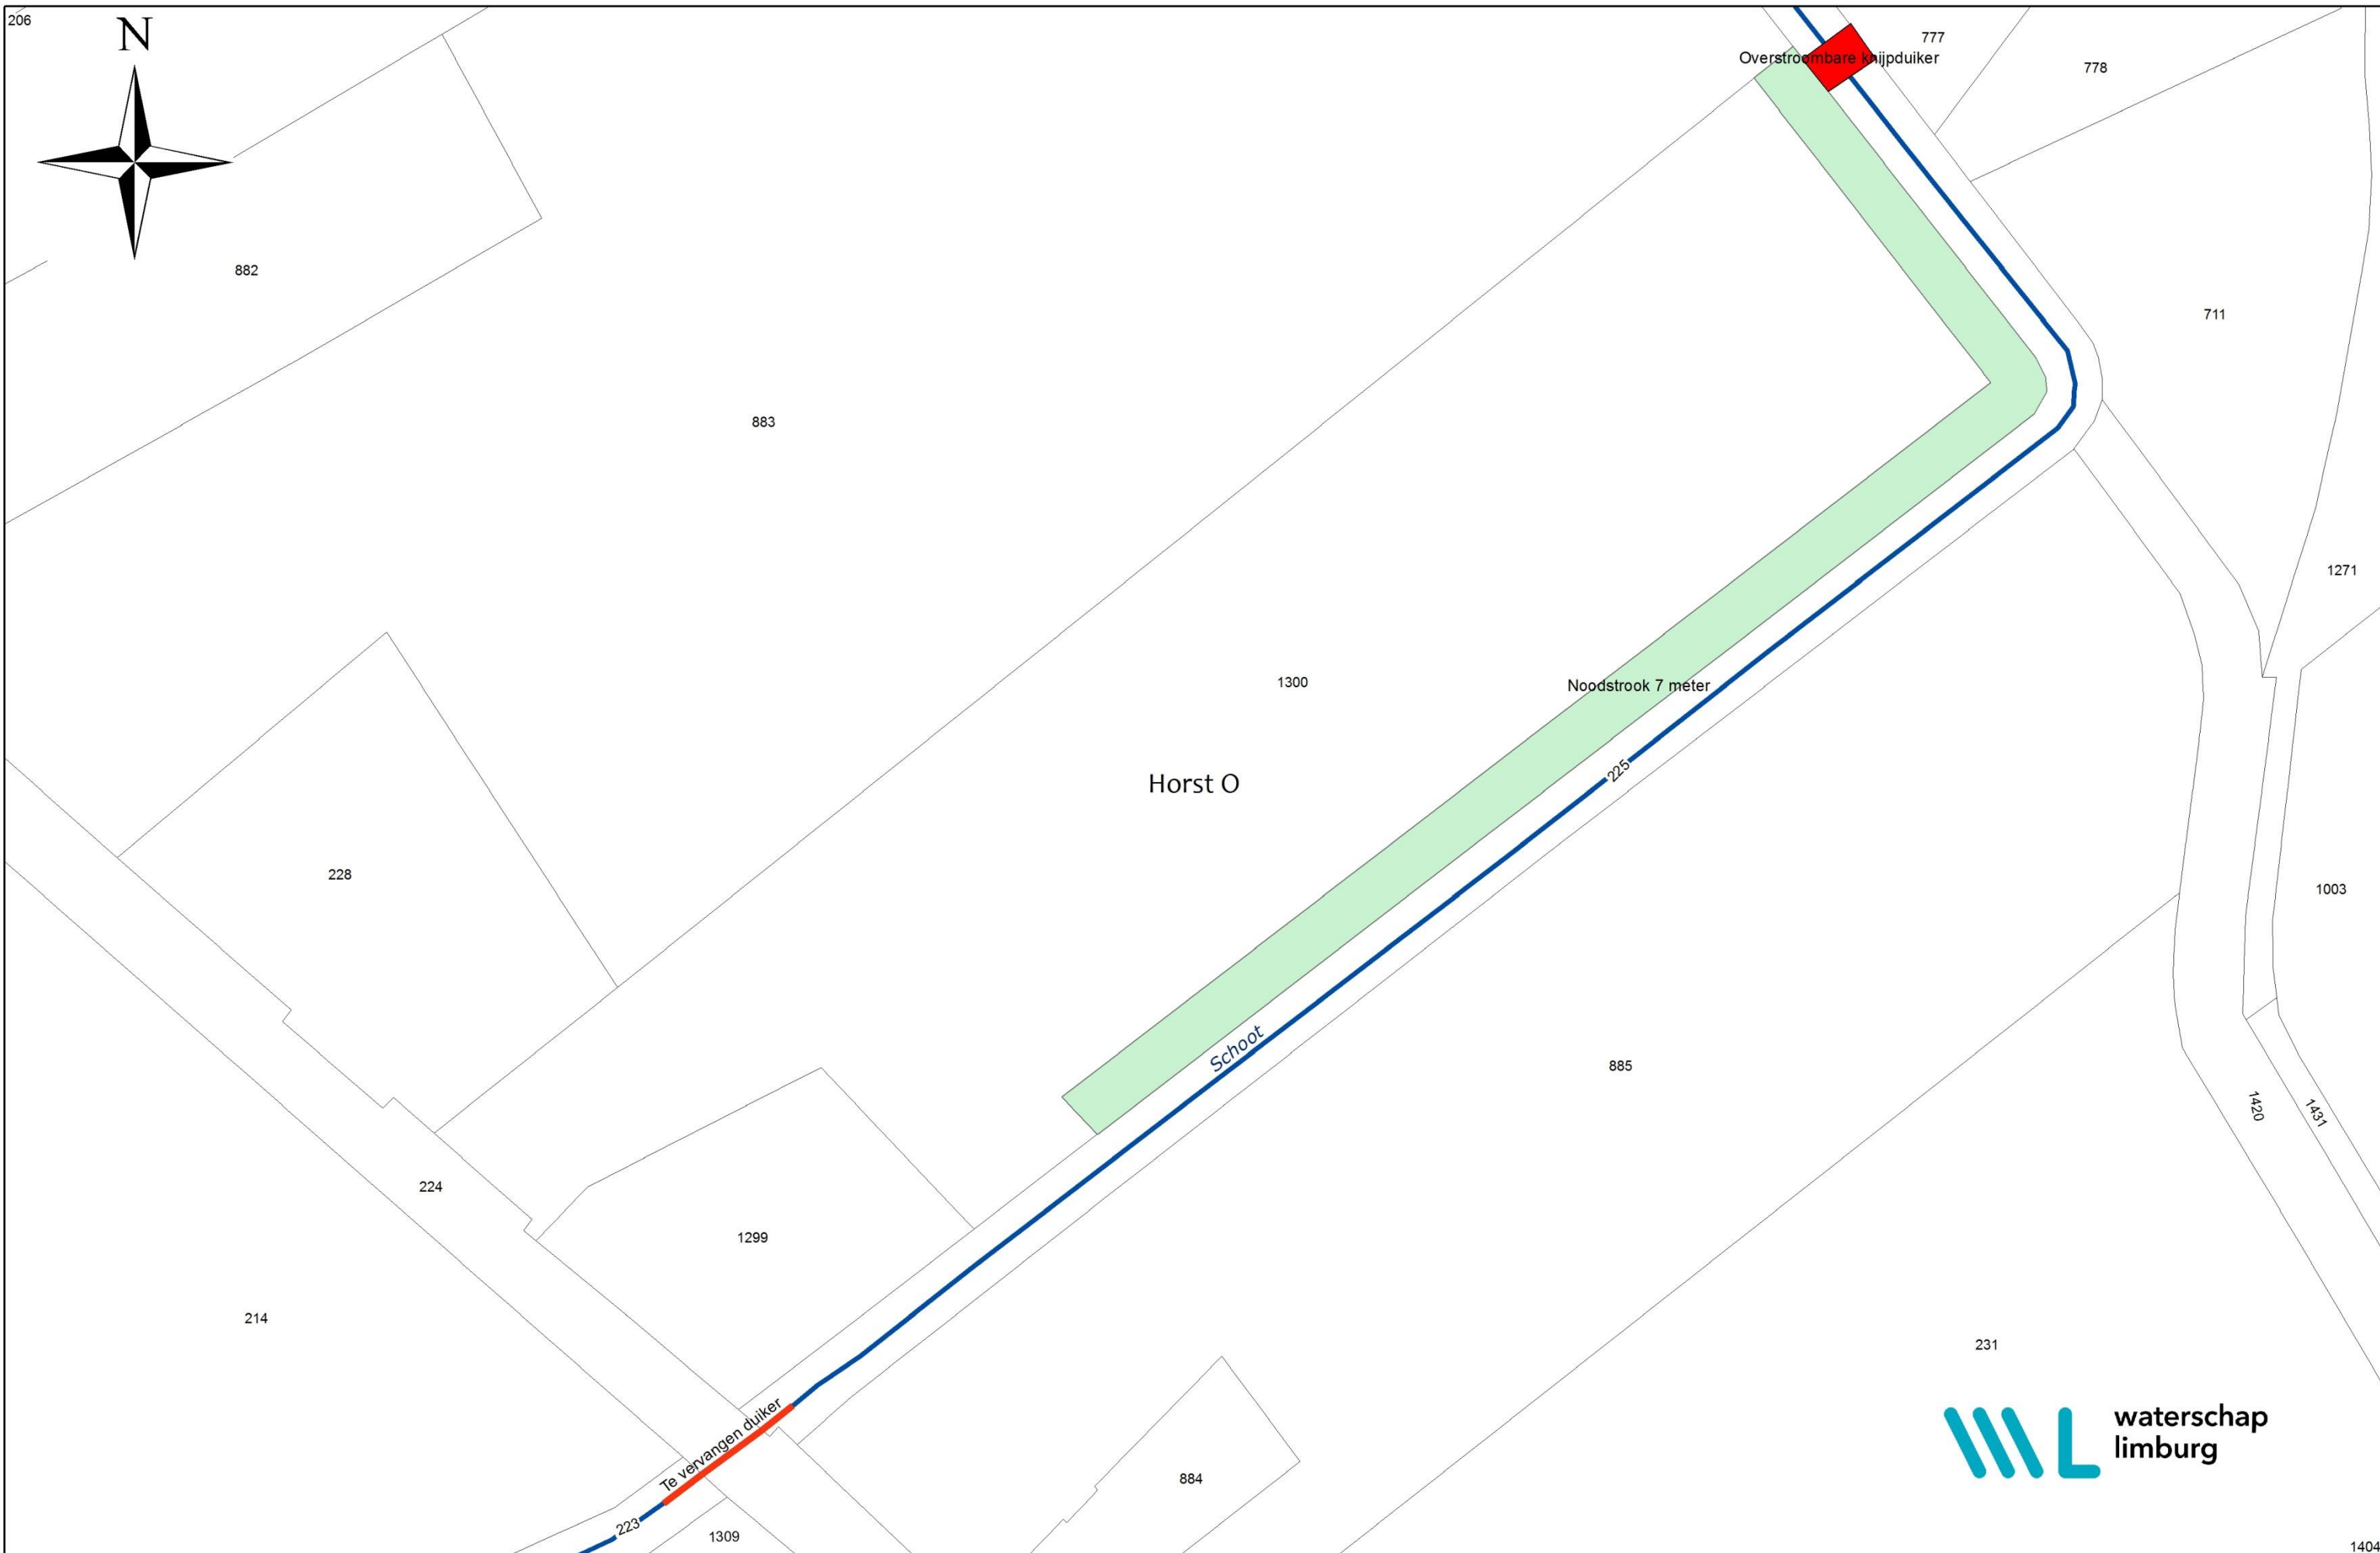 206
N
777
Overstroombare knijpduiker
778
882
711
883
1271
1300
Noodstrook 7 meter
225
Horst O
228
1003
Schoot
885
1420
1431
224
1299
214
231
Te vervangen duiker
waterschap
limburg
884
223
1309
1404